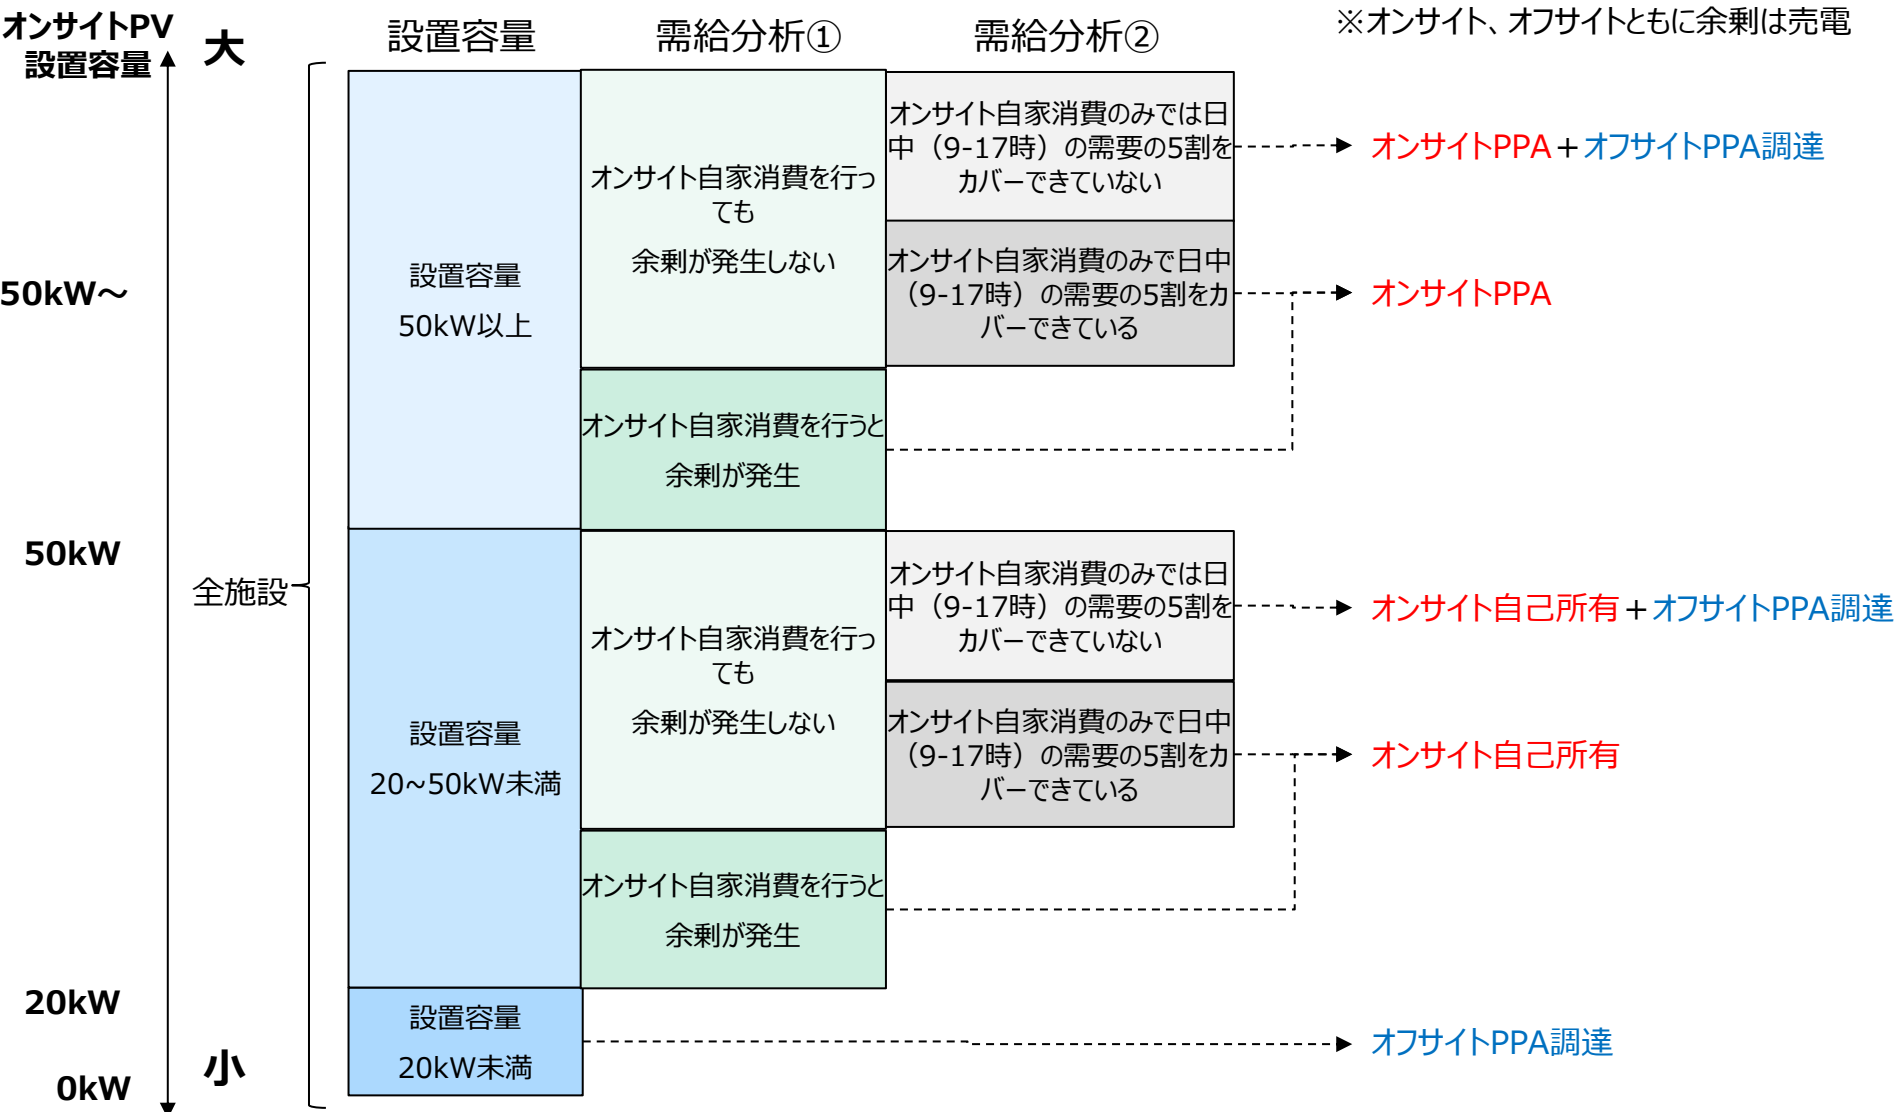 オンサイトPV
設置容量
大
設置容量
需給分析①
需給分析②
※オンサイト、オフサイトともに余剰は売電
50kW～
50kW
20kW
0kW
小
全施設
設置容量
50kW以上
オンサイト自家消費を行っ
ても
余剰が発生しない
オンサイト自家消費のみでは日
中（9-17時）の需要の5割を
カバーできていない
オンサイトPPA＋オフサイトPPA調達
オンサイト自家消費のみで日中
（9-17時）の需要の5割をカ
バーできている
オンサイトPPA
オンサイト自家消費を行うと
余剰が発生
設置容量
20~50kW未満
オンサイト自家消費を行っ
ても
余剰が発生しない
オンサイト自家消費のみでは日
中（9-17時）の需要の5割を
カバーできていない
オンサイト自己所有＋オフサイトPPA調達
オンサイト自家消費のみで日中
（9-17時）の需要の5割をカ
バーできている
オンサイト自己所有
オンサイト自家消費を行うと
余剰が発生
設置容量
20kW未満
オフサイトPPA調達